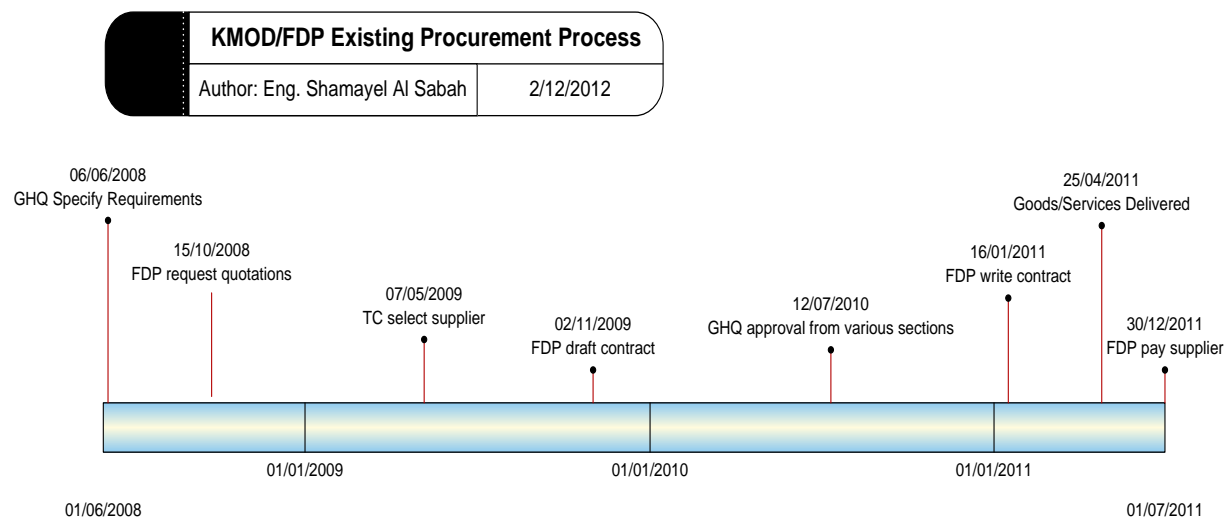 KMOD/FDP Existing Procurement Process
Author: Eng. Shamayel Al Sabah
2/12/2012
06/06/2008
GHQ Specify Requirements
15/10/2008
FDP request quotations
07/05/2009
TC select supplier
02/11/2009
FDP draft contract
12/07/2010
GHQ approval from various sections
16/01/2011
FDP write contract
25/04/2011
Goods/Services Delivered
30/12/2011
FDP pay supplier
01/01/2009
01/01/2010
01/01/2011
01/06/2008
01/07/2011